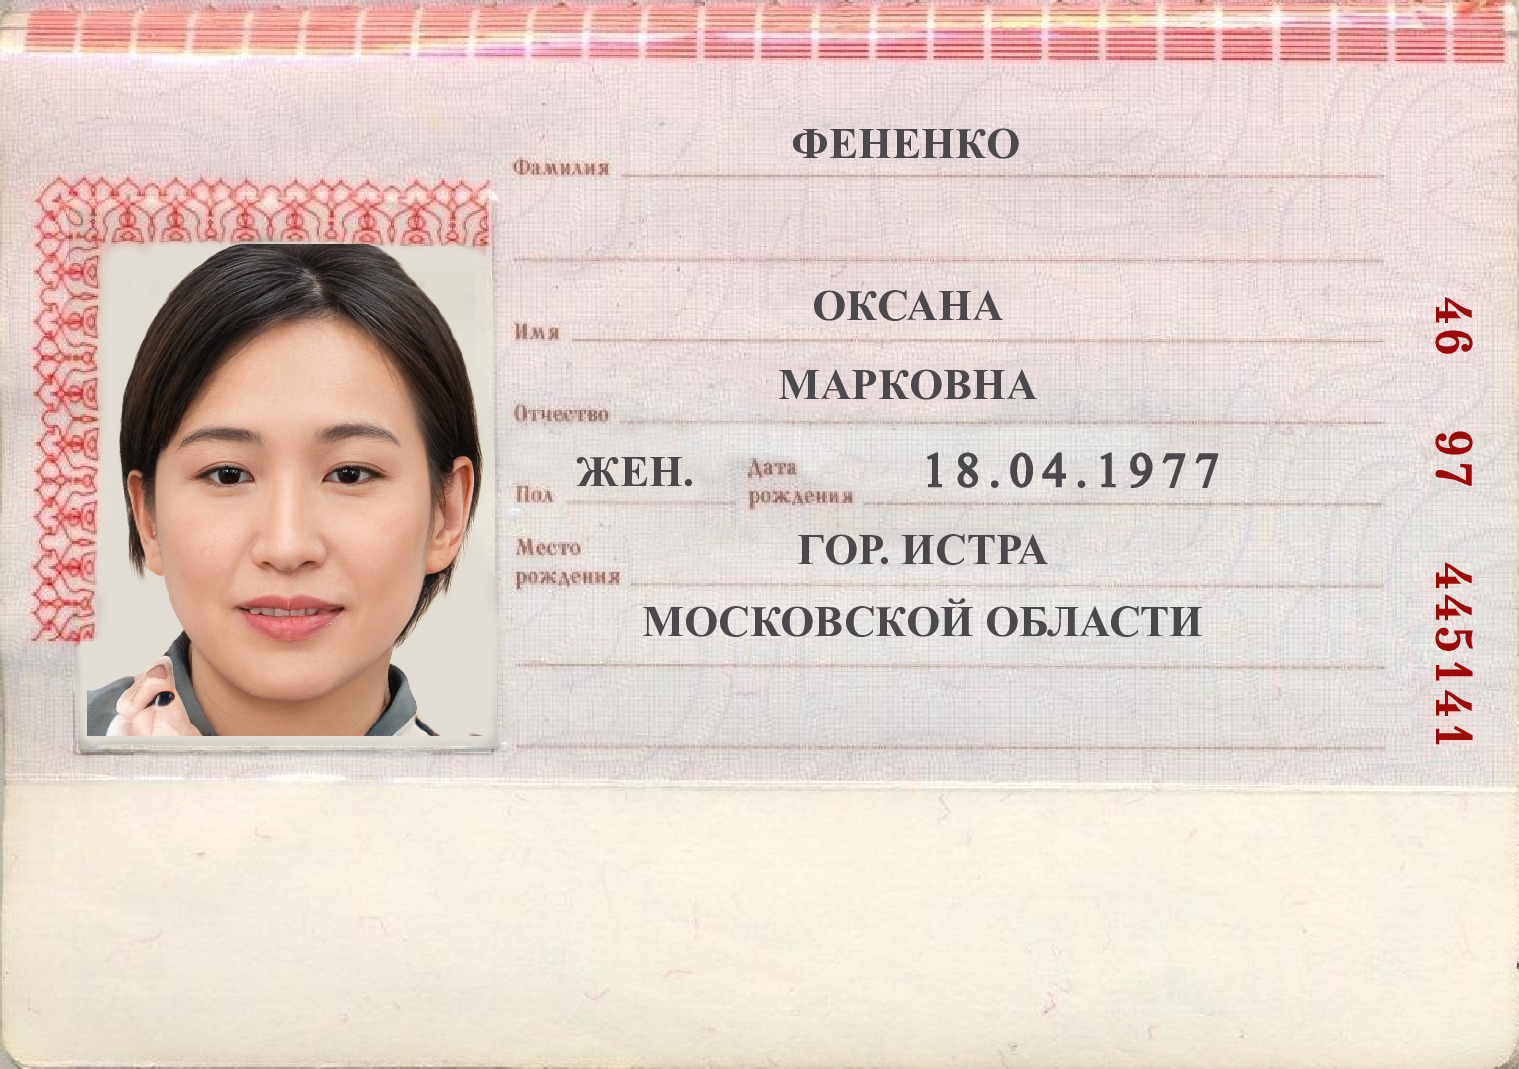 Фамилия ФЕНЕНКО
Имя ОКСАНА
Отчество МАРКОВНА
Пол ЖЕН. Дата рождения 18.04.1977
Место рождения ГОР. ИСТРА
МОСКОВСКОЙ ОБЛАСТИ
46 97 445141